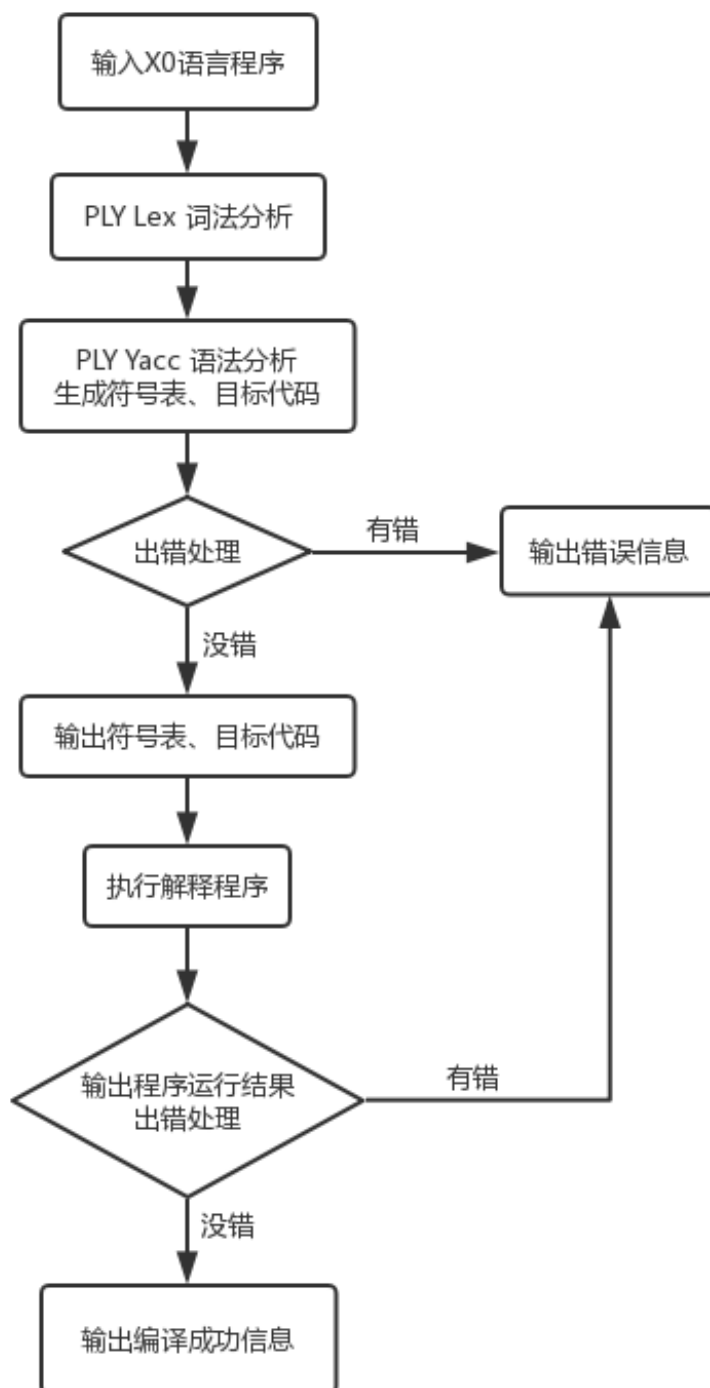 输入X0语言程序
PLY Lex 词法分析
PLY Yacc 语法分析
生成符号表、目标代码
出错处理
有错
输出错误信息
没错
输出符号表、目标代码
执行解释程序
输出程序运行结果
出错处理
有错
没错
输出编译成功信息